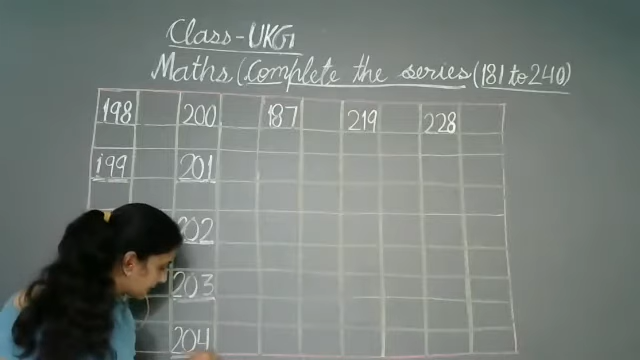 Class-UKG
Maths (Complete the series (181 to 240)
198 200 187 219 228
199 201
202
203
204